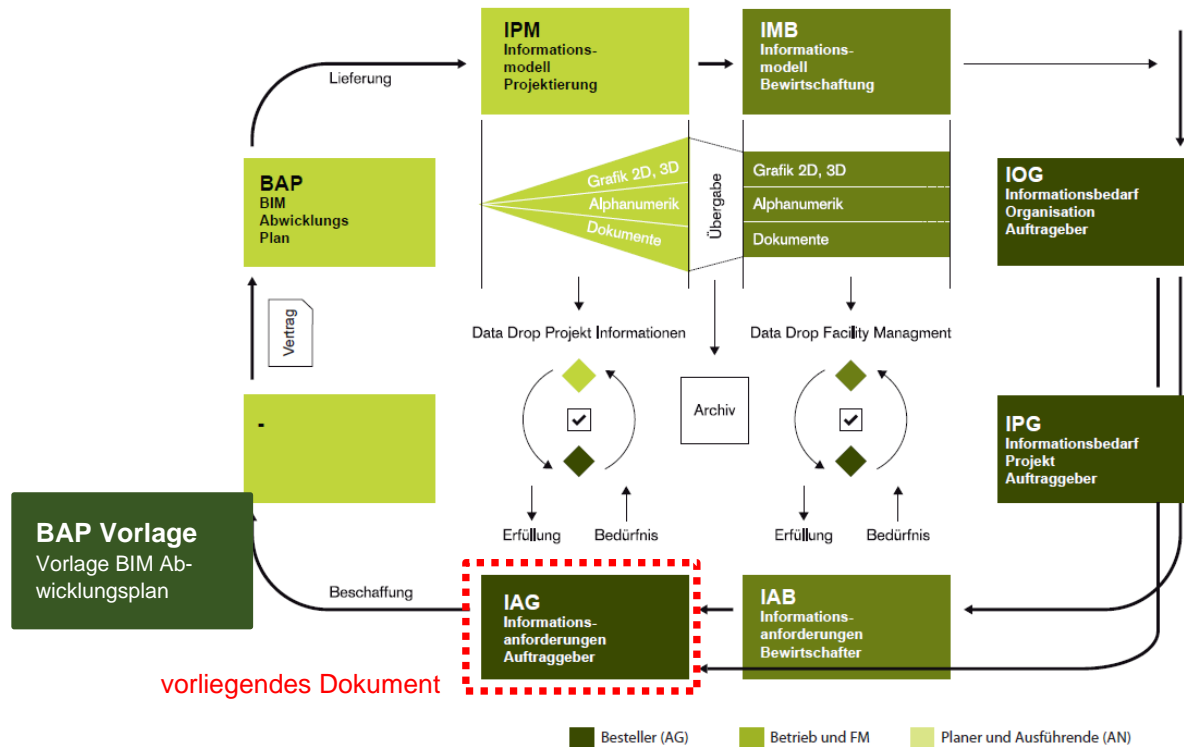 IPM
Informations-
modell
Projektierung
IMB
Informations-
modell
Bewirtschaftung
Lieferung
BAP
BIM
Abwicklungs
Plan
Grafik 2D, 3D
Alphanumerik
Dokumente
Übergabe
Grafik 2D, 3D
Alphanumerik
Dokumente
IOG
Informationsbedarf
Organisation
Auftrageber
Vertrag
Data Drop Projekt Informationen
Data Drop Facility Managment
Archiv
-
IPG
Informationsbedarf
Projekt
Auftraggeber
BAP Vorlage
Vorlage BIM Ab-
wicklungsplan
Erfüllung
Bedürfnis
Erfüllung
Bedürfnis
Beschaffung
IAG
Informations-
anforderungen
Auftraggeber
IAB
Informations-
anforderungen
Bewirtschafter
vorliegendes Dokument
Besteller (AG)
Betrieb und FM
Planer und Ausführende (AN)